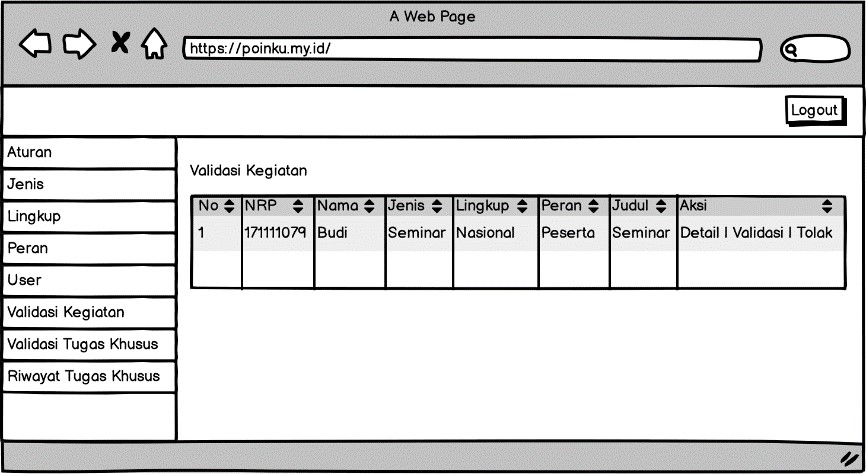 A Web Page
https://poinku.my.id/
Logout
Aturan
Jenis
Lingkup
Peran
User
Validasi Kegiatan
Validasi Tugas Khusus
Riwayat Tugas Khusus
Validasi Kegiatan
No NRP Nama Jenis Lingkup Peran Judul Aksi
1 171111079 Budi Seminar Nasional Peserta Seminar Detail | Validasi | Tolak